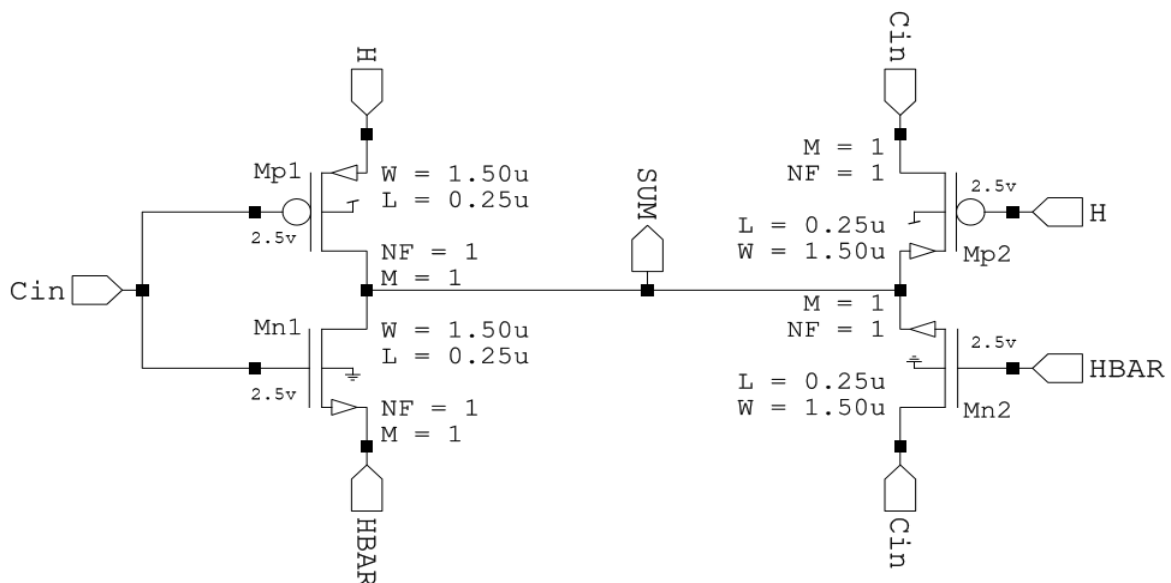 H
Mp1
W = 1.50u
L = 0.25u
2.5v
NF = 1
M = 1
Cin
Mn1
W = 1.50u
L = 0.25u
2.5v
NF = 1
M = 1
HBAR
SUM
Cin
M = 1
NF = 1
2.5v
H
L = 0.25u
W = 1.50u
Mp2
M = 1
NF = 1
2.5v
HBAR
L = 0.25u
W = 1.50u
Mn2
Cin